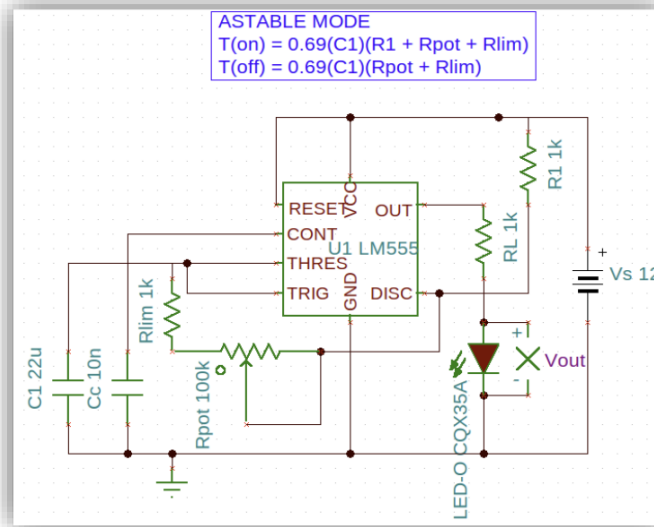 ASTABLE MODE
T(on) = 0.69(C1)(R1 + Rpot + Rlim)
T(off) = 0.69(C1)(Rpot + Rlim)
R1 1k
VCC
RESET
OUT
CONT
U1 LM555
RL 1k
THRES
+
Vs 12
TRIG
GND
DISC
Rlim 1k
+
Vout
-
C1 22u
Cc 10n
Rpot 100k
LED-O CQX35A